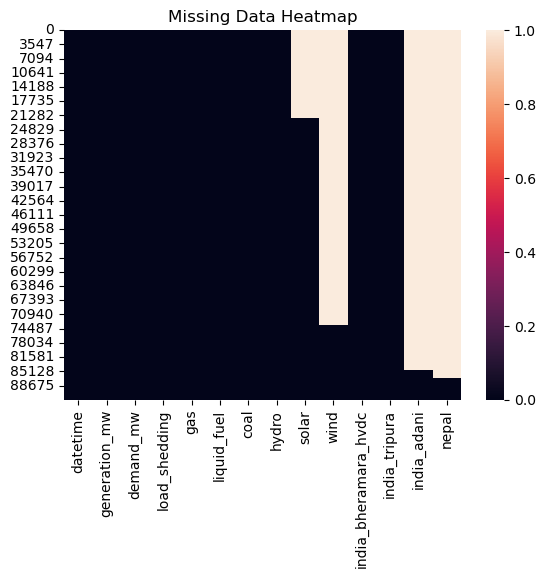 Missing Data Heatmap
0
3547
7094
10641
14188
17735
21282
24829
28376
31923
35470
39017
42564
46111
49658
53205
56752
60299
63846
67393
70940
74487
78034
81581
85128
88675
datetime
generation_mw
demand_mw
load_shedding
gas
liquid_fuel
coal
hydro
solar
wind
india_bheramara_hvdc
india_tripura
india_adani
nepal
1.0
0.8
0.6
0.4
0.2
0.0